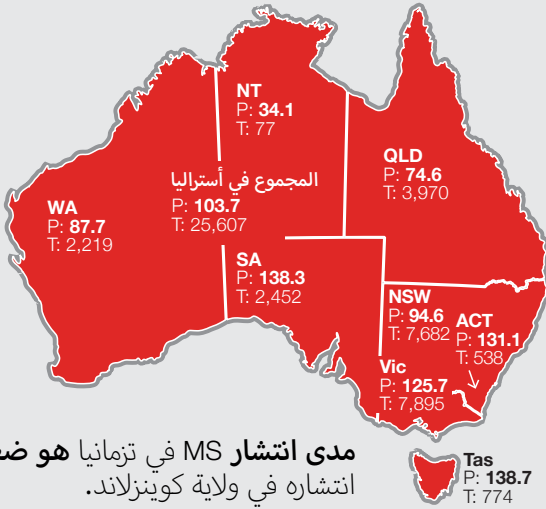 NT
P: 34.1
T: 77
QLD
P: 74.6
T: 3,970
المجموع في أستراليا
P: 103.7
T: 25,607
WA
P: 87.7
T: 2,219
SA
P: 138.3
T: 2,452
NSW
P: 94.6
T: 7,682
ACT
P: 131.1
T: 538
Vic
P: 125.7
T: 7,895
مدى انتشار MS في تزمانيا هو
انتشاره في ولاية كوينزلاند.
Tas
P: 138.7
T: 774